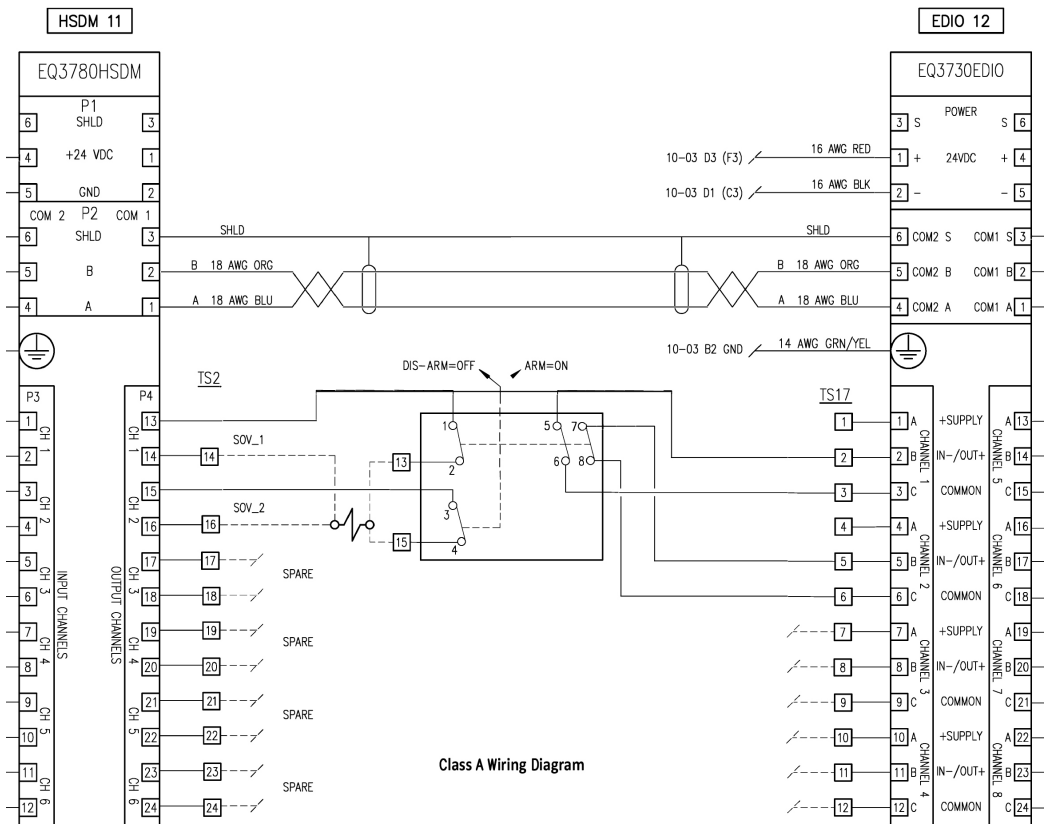 HSDM 11
EDIO 12
EQ3780HSDM
EQ3730EDIO
P1
6 SHLD 3
4 +24 VDC 1
5 GND 2
COM 2 P2 COM 1
6 SHLD 3
5 B 2
4 A 1
POWER
3 S S 6
1 + 24VDC + 4
2 - - 5
6 COM2 S COM1 S 3
5 COM2 B COM1 B 2
4 COM2 A COM1 A 1
10-03 D3 (F3) 16 AWG RED
10-03 D1 (C3) 16 AWG BLK
SHLD SHLD
B 18 AWG ORG B 18 AWG ORG
A 18 AWG BLU A 18 AWG BLU
10-03 B2 GND 14 AWG GRN/YEL
DIS-ARM=OFF ARM=ON
TS2
TS17
P3 P4
1 CH 1 2
3 CH 2 4
5 CH 3 6
7 CH 4 8
9 CH 5 10
11 CH 6 12
INPUT CHANNELS
OUTPUT CHANNELS
13 CH 1 14
15 CH 2 16
17 CH 3 18
19 CH 4 20
21 CH 5 22
23 CH 6 24
14 SOV_1
16 SOV_2
17
SPARE
18
19
SPARE
20
21
SPARE
22
23
SPARE
24
13
15
1 2
3 4
5 6
7 8
1
2
3
4
5
6
7
8
9
10
11
12
1 A +SUPPLY A 13
2 B IN-/OUT+ B 14
3 C COMMON C 15
CHANNEL 1 CHANNEL 5
4 A +SUPPLY A 16
5 B IN-/OUT+ B 17
6 C COMMON C 18
CHANNEL 2 CHANNEL 6
7 A +SUPPLY A 19
8 B IN-/OUT+ B 20
9 C COMMON C 21
CHANNEL 3 CHANNEL 7
10 A +SUPPLY A 22
11 B IN-/OUT+ B 23
12 C COMMON C 24
CHANNEL 4 CHANNEL 8
Class A Wiring Diagram